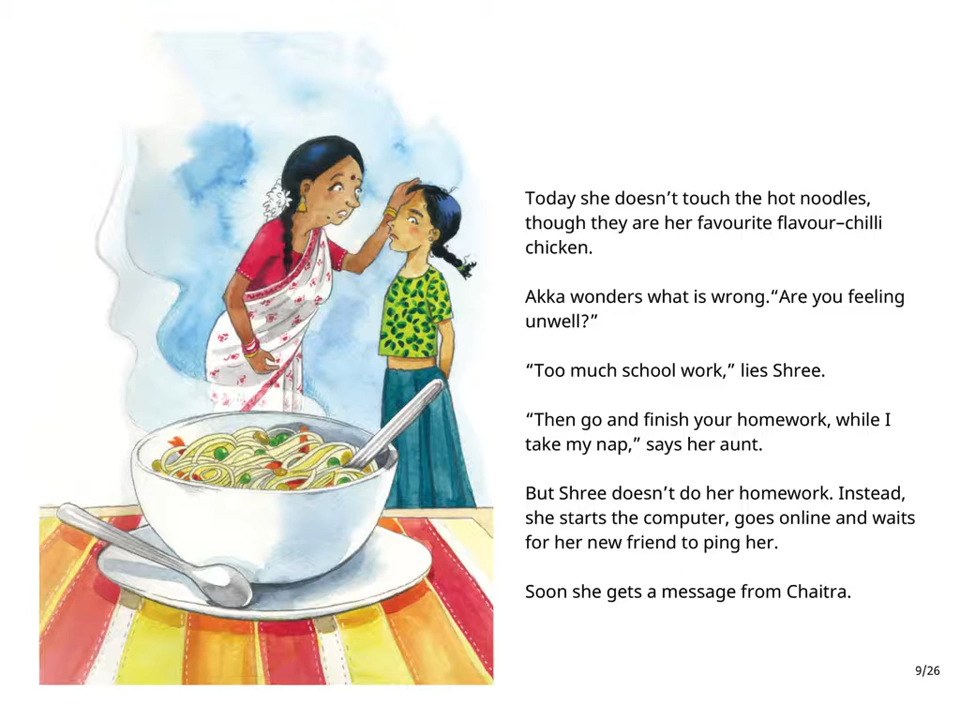 Today she doesn’t touch the hot noodles,
though they are her favourite flavour–chilli
chicken.
Akka wonders what is wrong.“Are you feeling
unwell?”
“Too much school work,” lies Shree.
“Then go and finish your homework, while I
take my nap,” says her aunt.
But Shree doesn’t do her homework. Instead,
she starts the computer, goes online and waits
for her new friend to ping her.
Soon she gets a message from Chaitra.
9/26